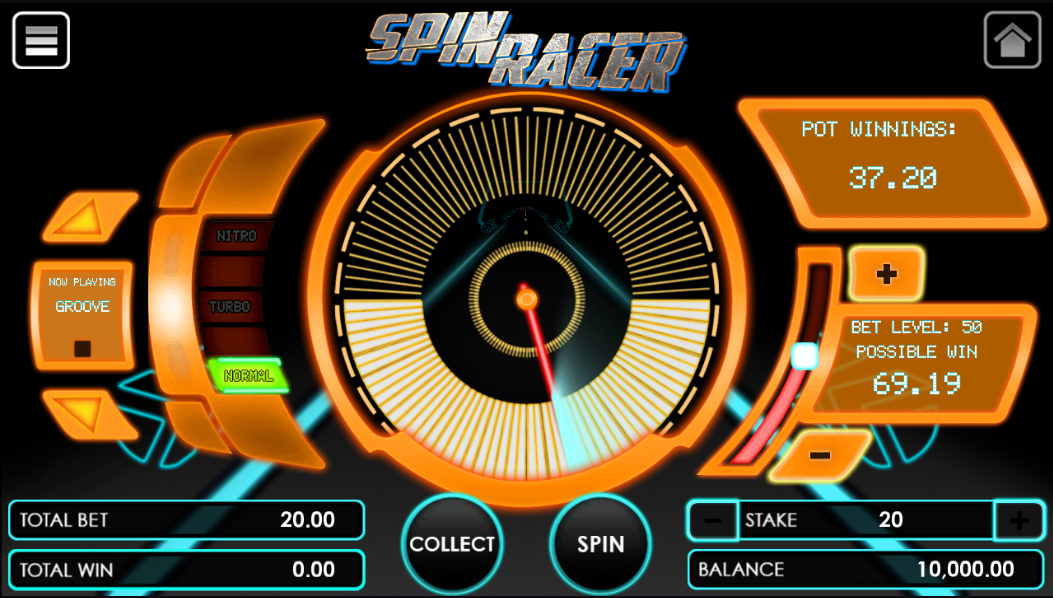 SPIN
RACER
POT WINNINGS:
37.20
NITRO
NOW PLAYING
GROOVE
TURBO
NORMAL
+
BET LEVEL: 50
POSSIBLE WIN
69.19
-
TOTAL BET 20.00
COLLECT
SPIN
- STAKE 20 +
TOTAL WIN 0.00
BALANCE 10,000.00